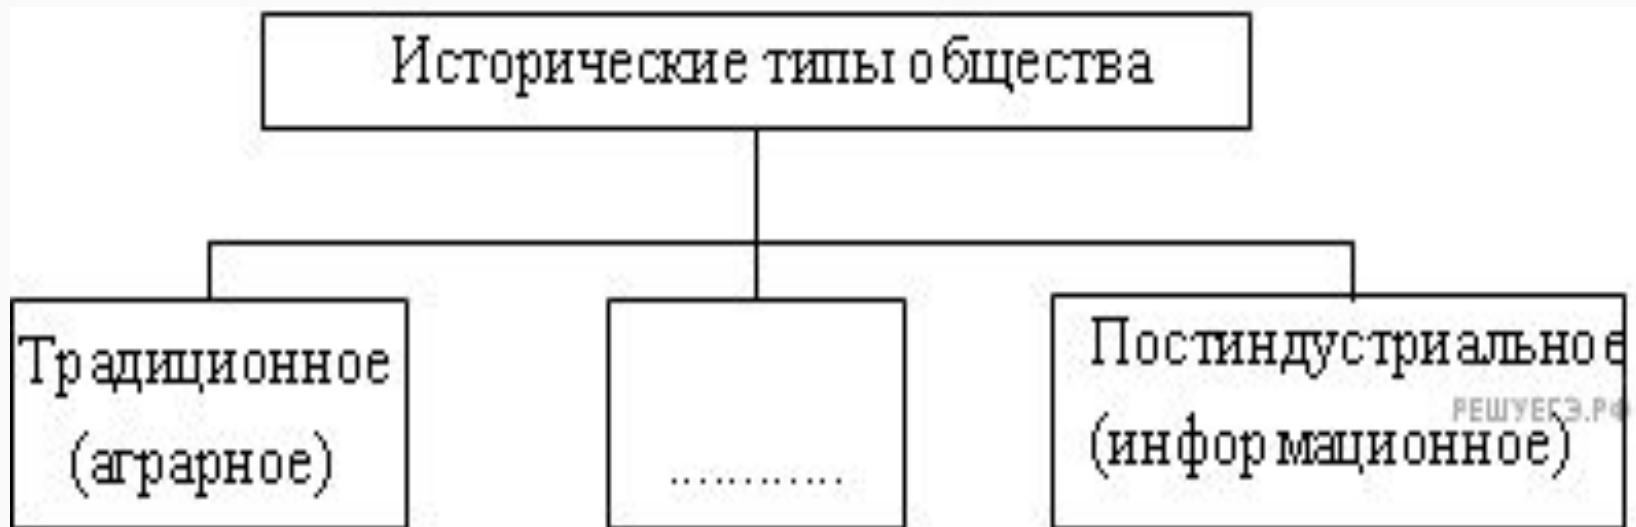 Исторические типы общества
Традиционное
(аграрное)
............
Постиндустриальное
РЕШУЕГЭ.РФ
(информационное)